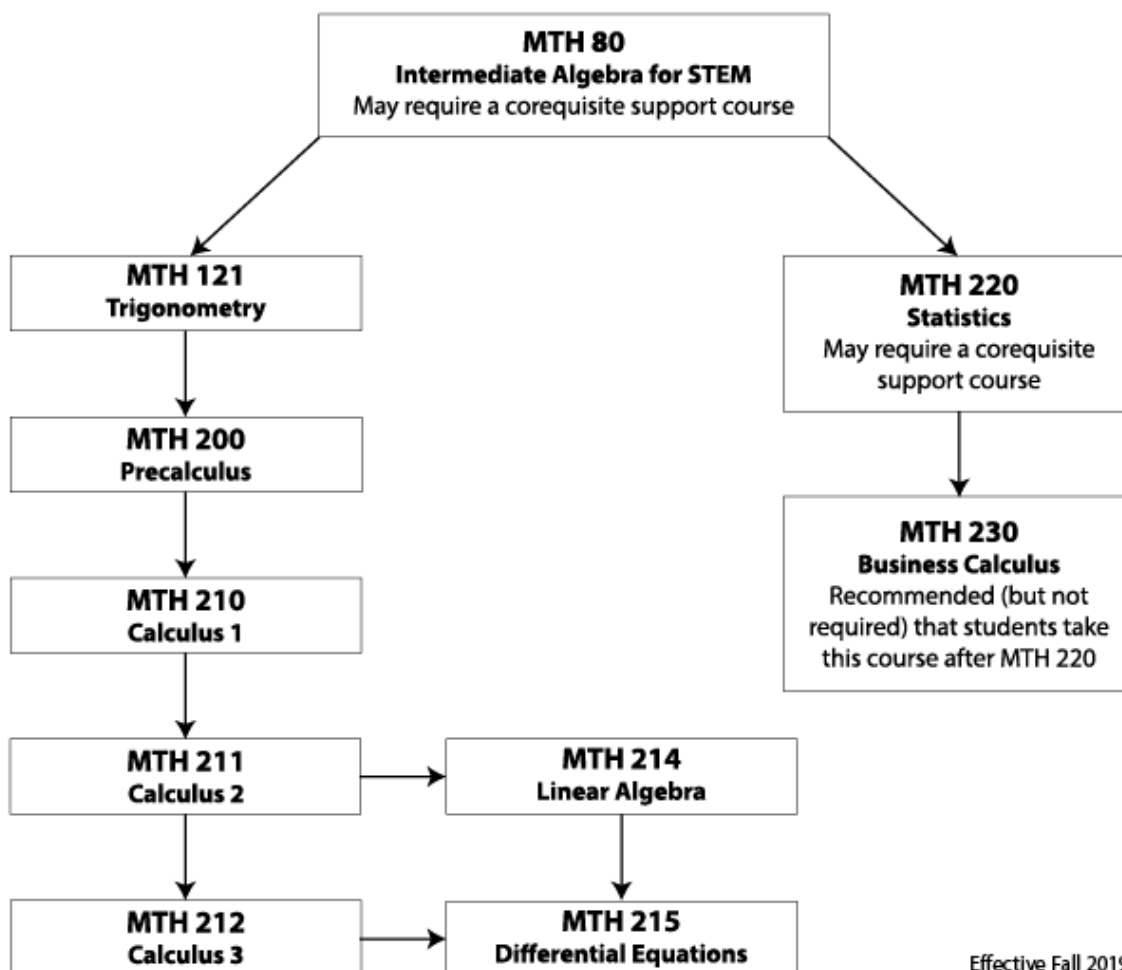 MTH 80
Intermediate Algebra for STEM
May require a corequisite support course
MTH 121
Trigonometry
MTH 220
Statistics
May require a corequisite
support course
MTH 200
Precalculus
MTH 230
Business Calculus
Recommended (but not
required) that students take
this course after MTH 220
MTH 210
Calculus 1
MTH 211
Calculus 2
MTH 214
Linear Algebra
MTH 212
Calculus 3
MTH 215
Differential Equations
Effective Fall 2019